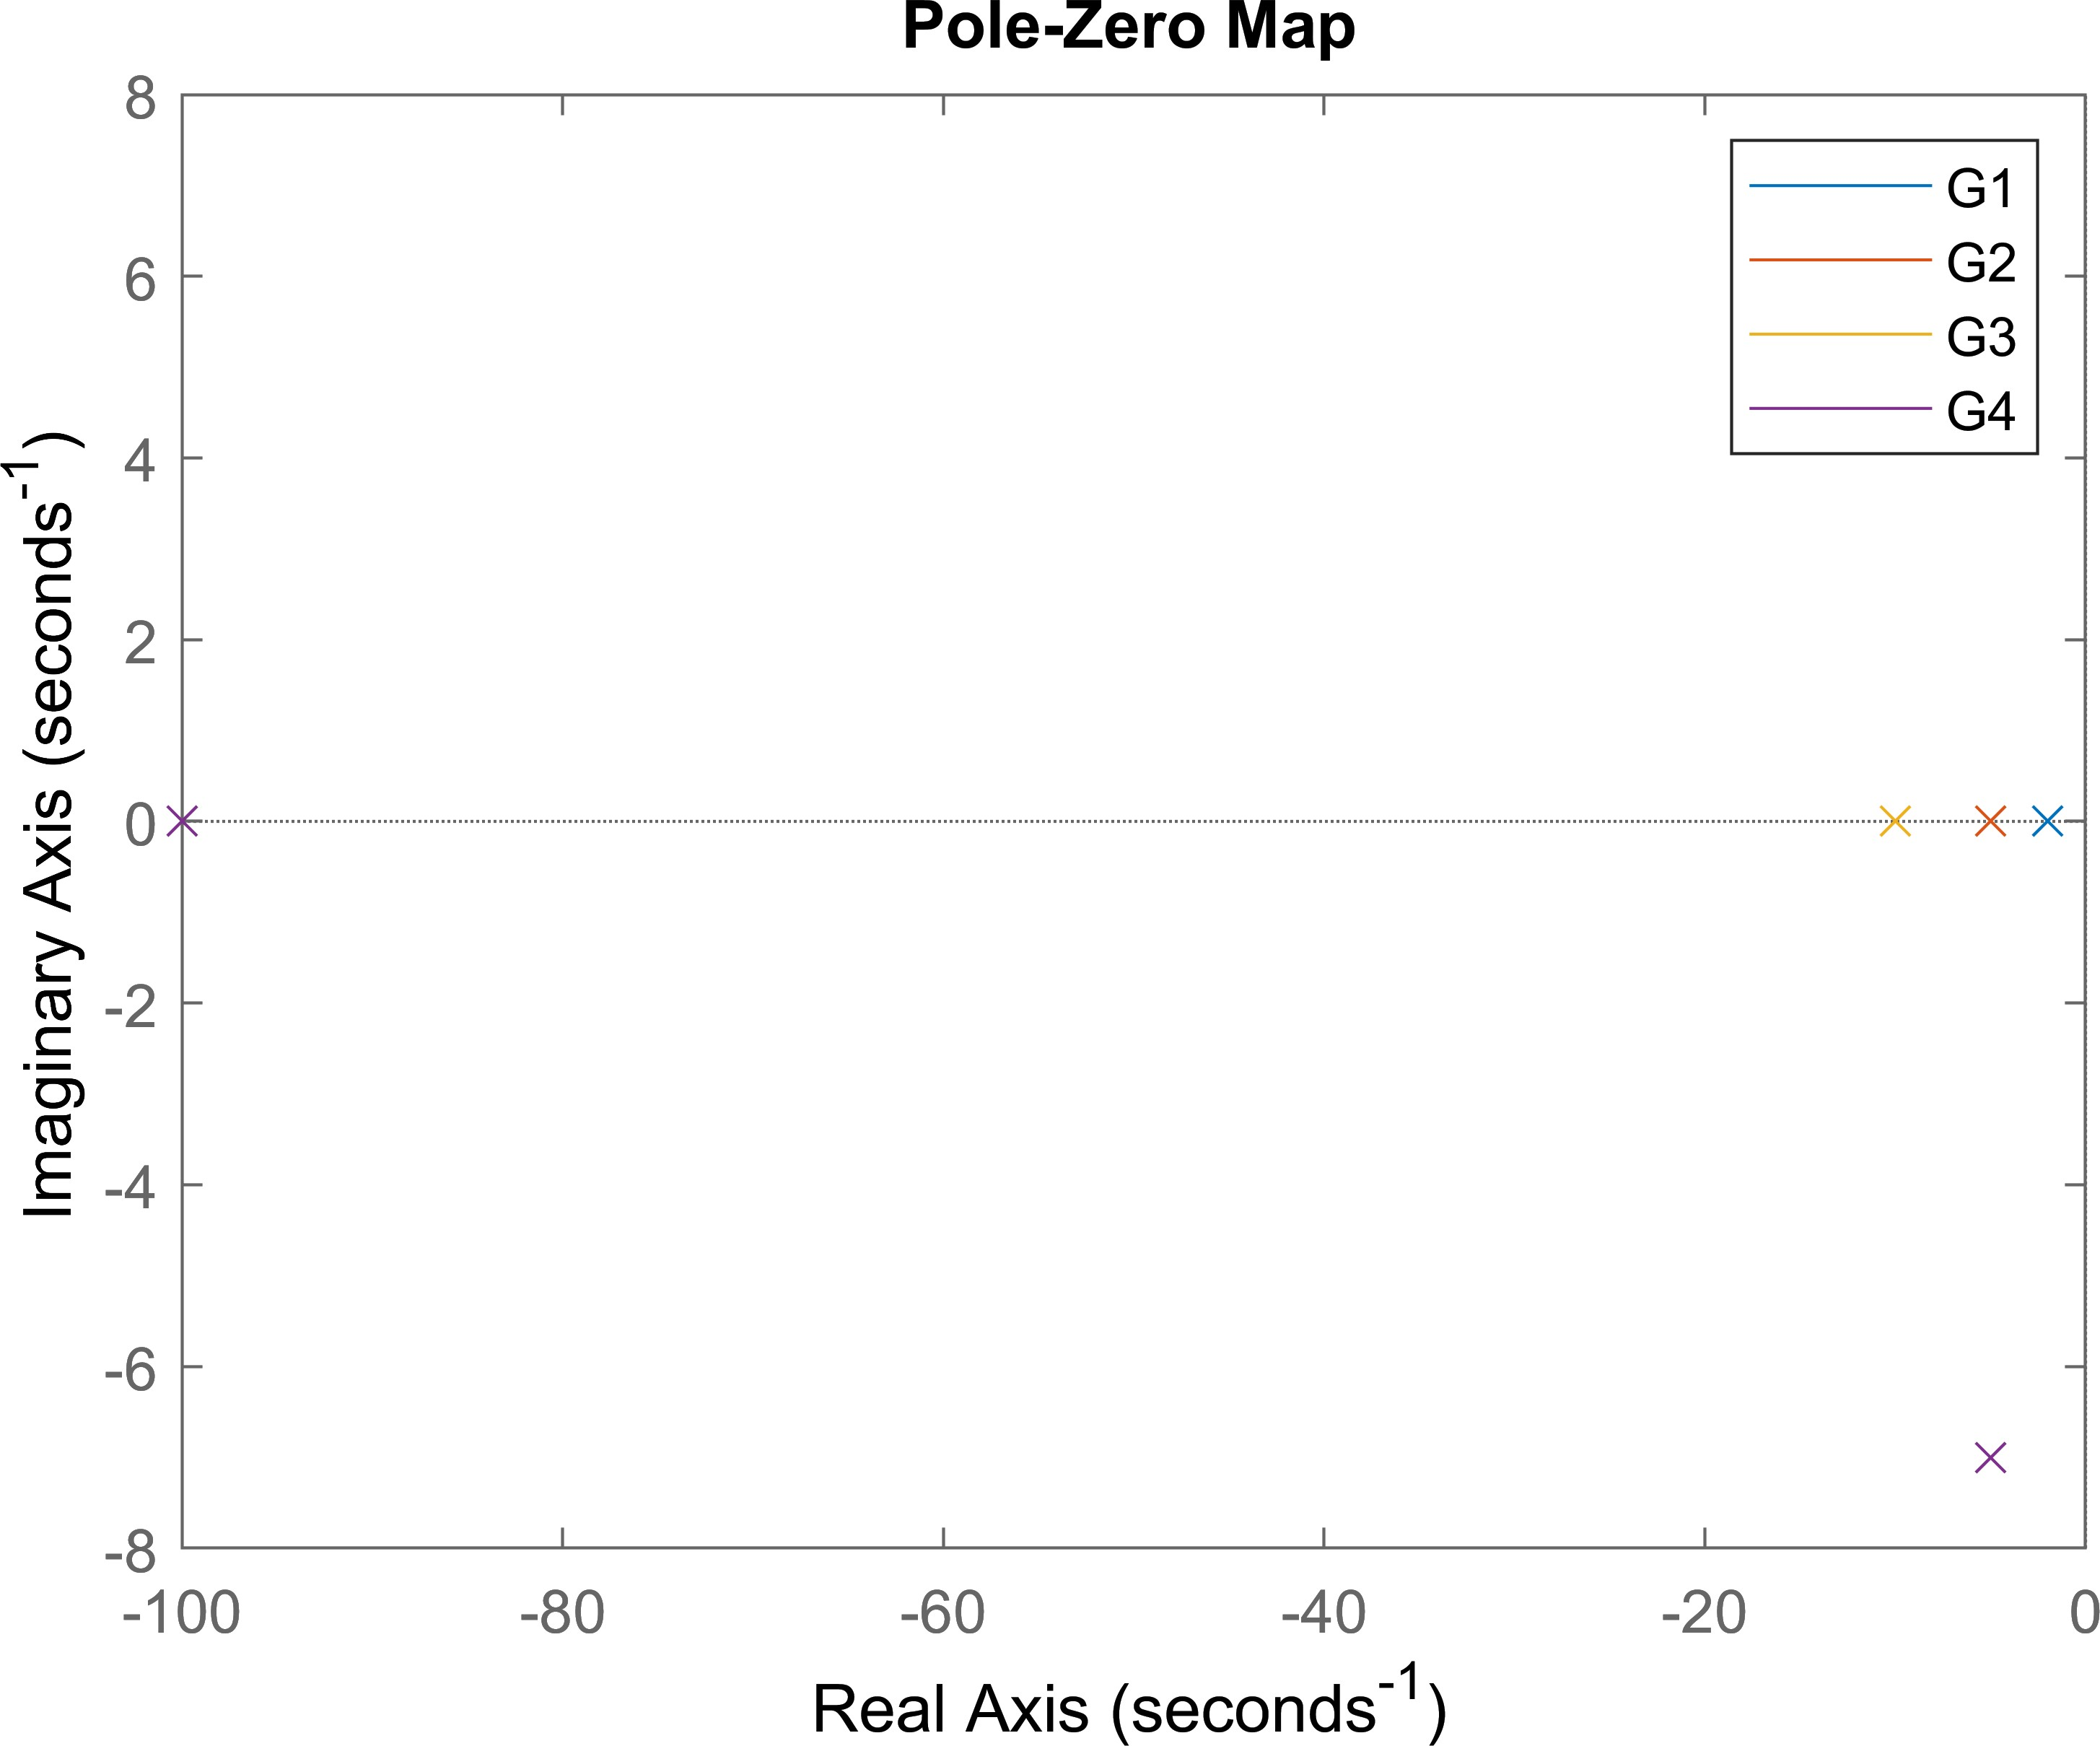 Pole-Zero Map
8
6
4
2
0
-2
-4
-6
-8
Imaginary Axis (seconds⁻¹)
G1
G2
G3
G4
-100 -80 -60 -40 -20 0
Real Axis (seconds⁻¹)